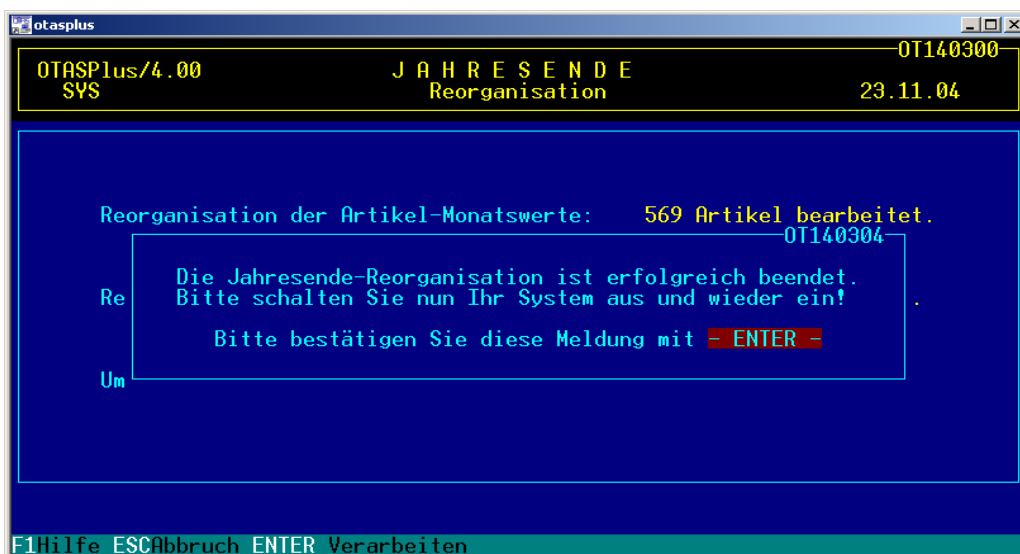 otasplus
OT140300
OTASPlus/4.00 J A H R E S E N D E
SYS Reorganisation 23.11.04
Reorganisation der Artikel-Monatswerte: 569 Artikel bearbeitet.
OT140304
Die Jahresende-Reorganisation ist erfolgreich beendet.
Re Bitte schalten Sie nun Ihr System aus und wieder ein! .
Bitte bestätigen Sie diese Meldung mit - ENTER -
Um
F1Hilfe ESCAbbruch ENTER Verarbeiten